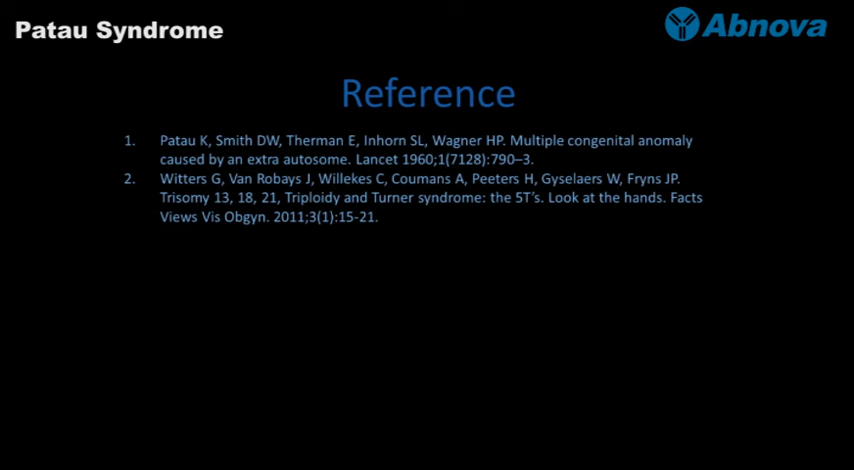 Patau Syndrome
Abnova
Reference
1. Patau K, Smith DW, Therman E, Inhorn SL, Wagner HP. Multiple congenital anomaly
caused by an extra autosome. Lancet 1960;1(7128):790–3.
2. Witters G, Van Robays J, Willekes C, Coumans A, Peeters H, Gyselaers W, Fryns JP.
Trisomy 13, 18, 21, Triploidy and Turner syndrome: the 5T's. Look at the hands. Facts
Views Vis Obgyn. 2011;3(1):15-21.